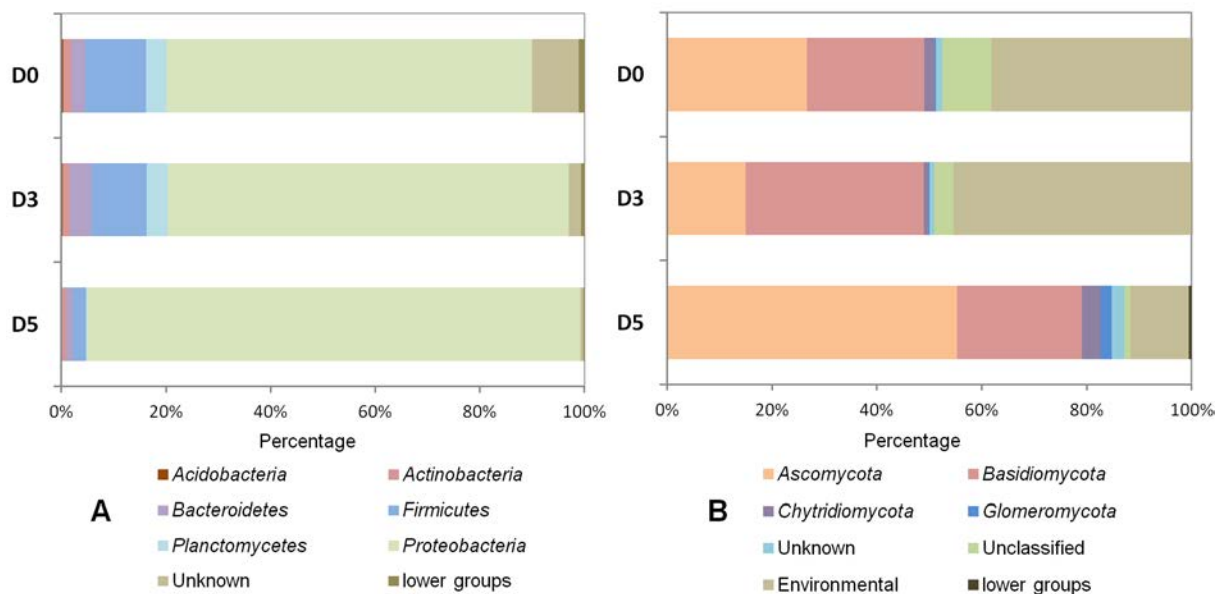 D0
D3
D5
0% 20% 40% 60% 80% 100%
Percentage
Acidobacteria Actinobacteria
Bacteroidetes Firmicutes
Planctomycetes Proteobacteria
Unknown lower groups
A
D0
D3
D5
0% 20% 40% 60% 80% 100%
Percentage
Ascomycota Basidiomycota
Chytridiomycota Glomeromycota
Unknown Unclassified
Environmental lower groups
B